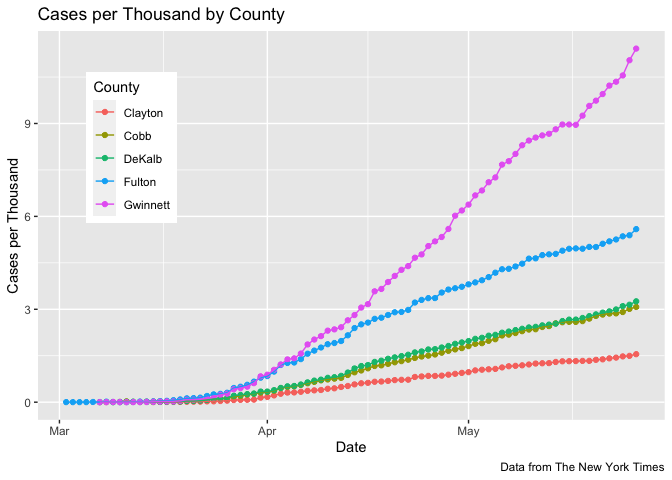 Cases per Thousand by County
Cases per Thousand
9
6
3
0
County
Clayton
Cobb
DeKalb
Fulton
Gwinnett
Mar
Apr
May
Date
Data from The New York Times